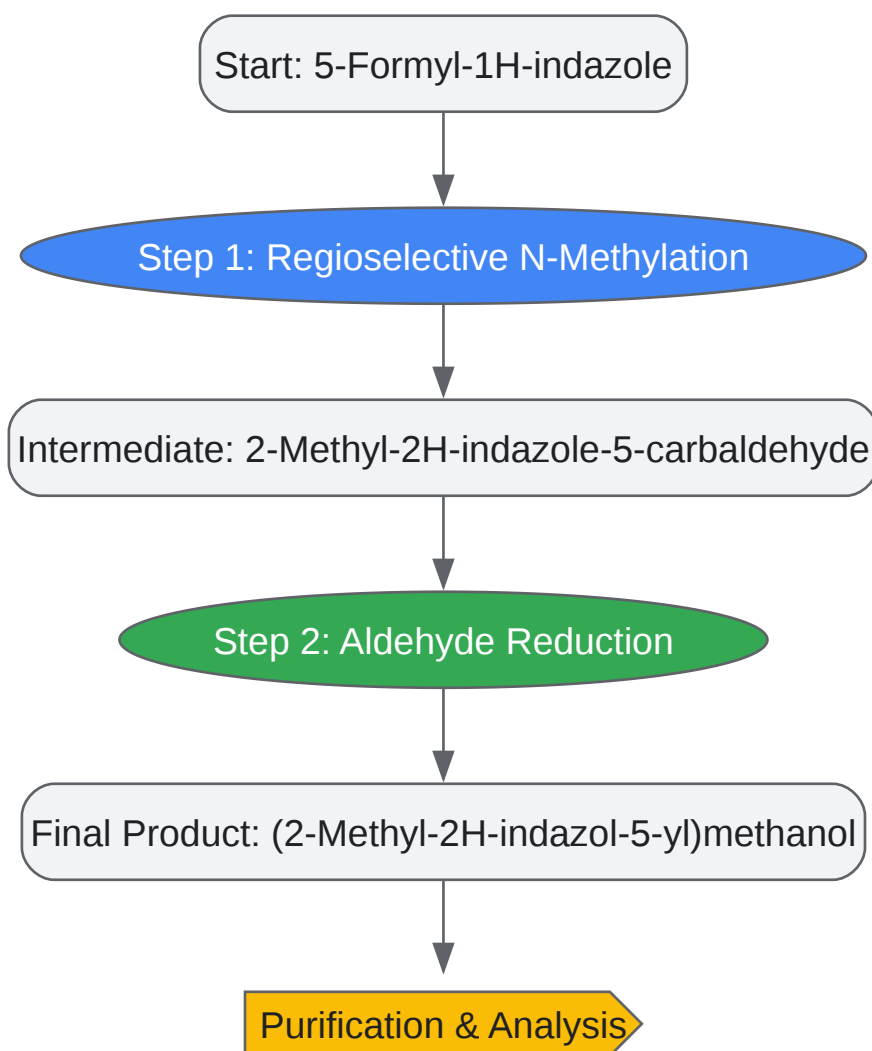 Start: 5-Formyl-1H-indazole
Step 1: Regioselective N-Methylation
Intermediate: 2-Methyl-2H-indazole-5-carbaldehyde
Step 2: Aldehyde Reduction
Final Product: (2-Methyl-2H-indazol-5-yl)methanol
Purification & Analysis